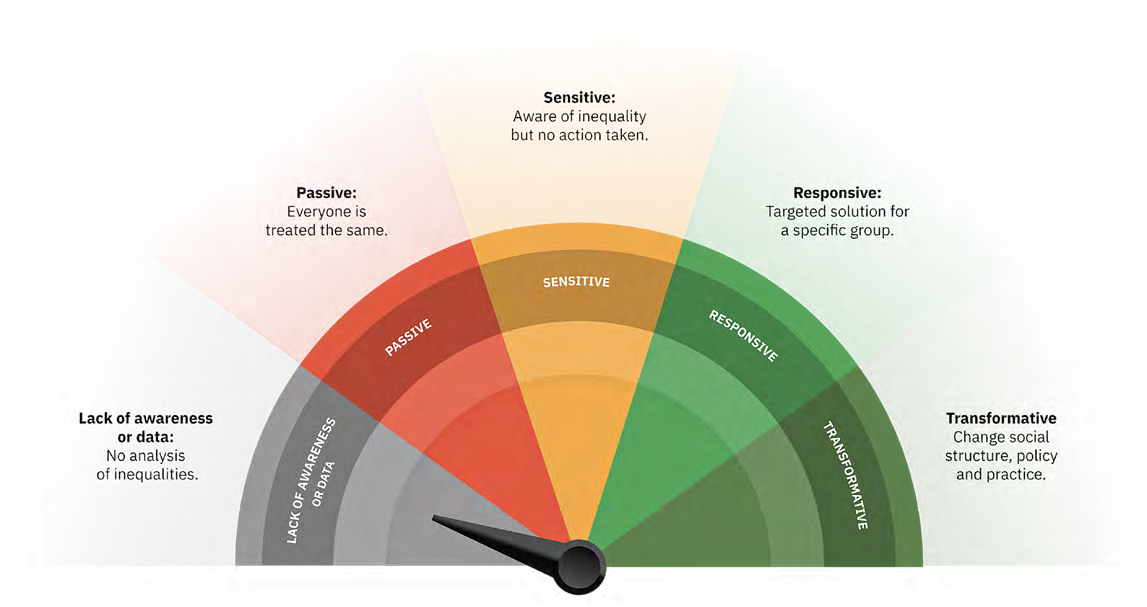 Sensitive:
Aware of inequality
but no action taken.
Passive:
Everyone is
treated the same.
Responsive:
Targeted solution for
a specific group.
Lack of awareness
or data:
No analysis
of inequalities.
Transformative
Change social
structure, policy
and practice.
LACK OF AWARENESS
OR DATA
PASSIVE
SENSITIVE
RESPONSIVE
TRANSFORMATIVE